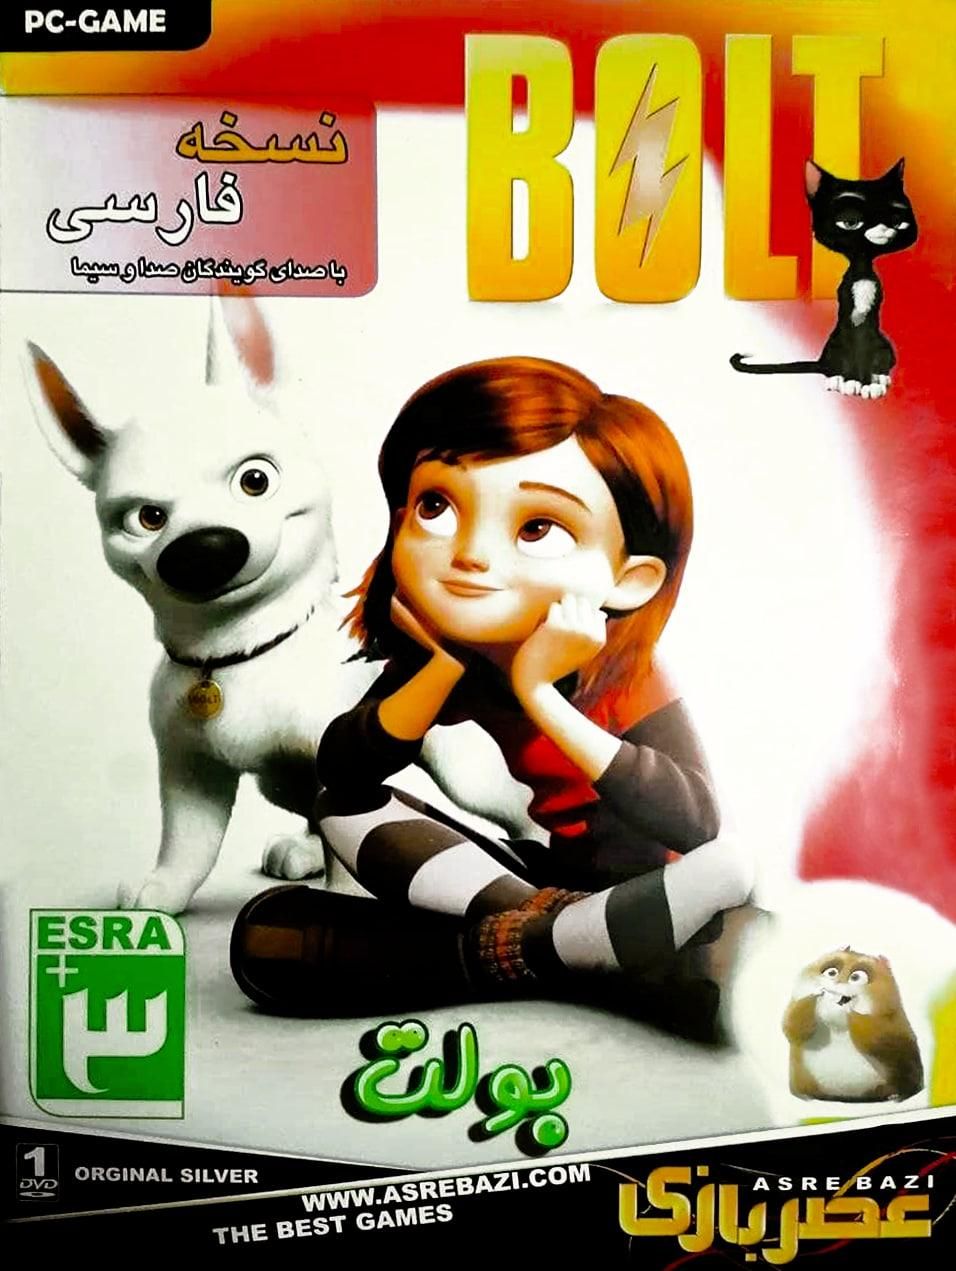 PC-GAME
BOLT
نسخه
فارسی
با صدای گویندگان صدا و سیما
BOLT
ESRA
+۳
بولت
1
DVD
ORGINAL SILVER
WWW.ASREBAZI.COM
THE BEST GAMES
ASRE BAZI
عصر بازی